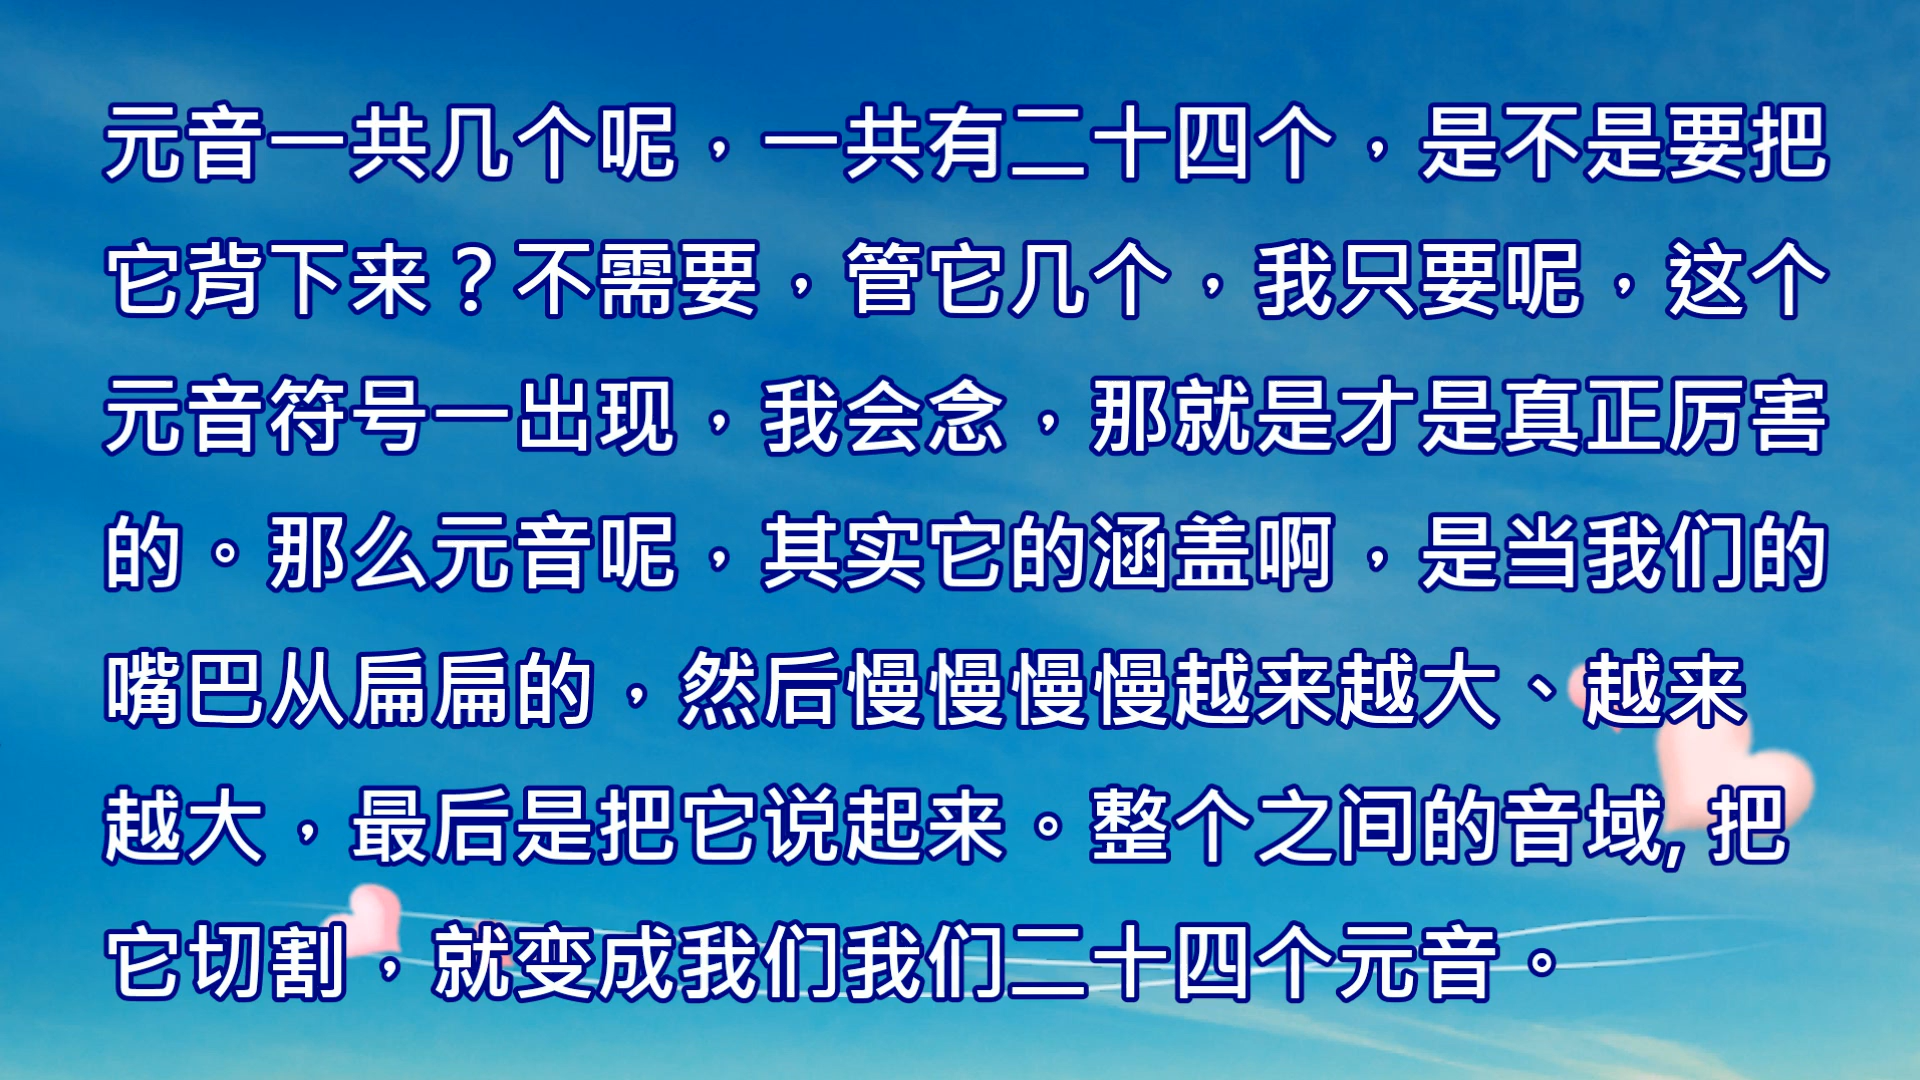 元音一共几个呢，一共有二十四个，是不是要把
它背下来？不需要，管它几个，我只要呢，这个
元音符号一出现，我会念，那就是才是真正厉害
的。那么元音呢，其实它的涵盖啊，是当我们的
嘴巴从扁扁的，然后慢慢慢慢越来越大、越来
越大，最后是把它说起来。整个之间的音域, 把
它切割，就变成我们我们二十四个元音。